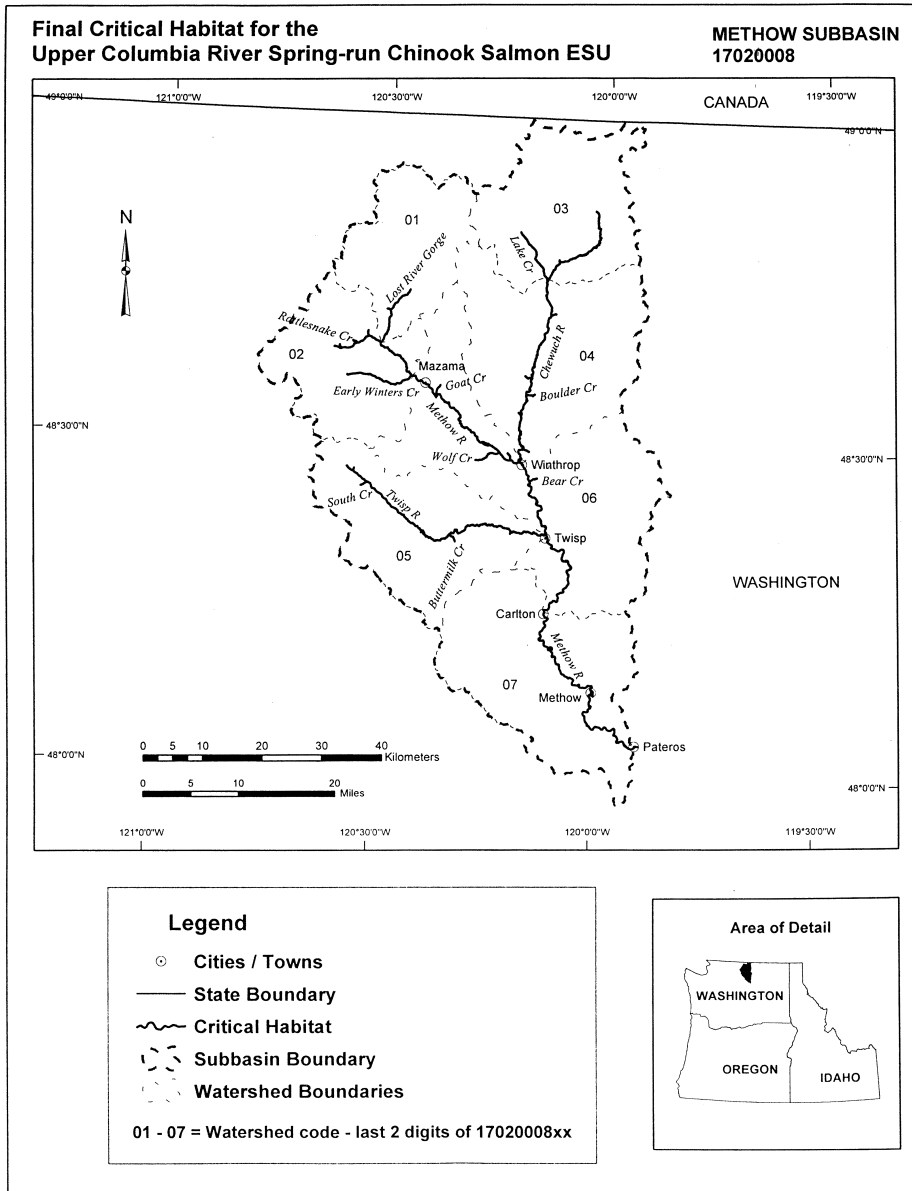 Final Critical Habitat for the
Upper Columbia River Spring-run Chinook Salmon ESU
METHOW SUBBASIN
17020008
49°0'0"N
121°0'0"W
120°30'0"W
120°0'0"W
119°30'0"W
CANADA
49°0'0"N
N
01
03
Lost River Gorge
Lake Cr
Rattlesnake Cr
02
Mazama
Chewuch R
04
Early Winters Cr
Goat Cr
Boulder Cr
Methow R
48°30'0"N
Wolf Cr
Winthrop
48°30'0"N
Bear Cr
South Cr
Twisp R
06
Twisp
05
Buttermilk Cr
WASHINGTON
Carlton
Methow R
07
Methow
0 5 10 20 30 40
Kilometers
48°0'0"N
Pateros
0 5 10 20
Miles
48°0'0"N
121°0'0"W
120°30'0"W
120°0'0"W
119°30'0"W
Legend
Cities / Towns
State Boundary
Critical Habitat
Subbasin Boundary
Watershed Boundaries
01 - 07 = Watershed code - last 2 digits of 17020008xx
Area of Detail
WASHINGTON
OREGON
IDAHO